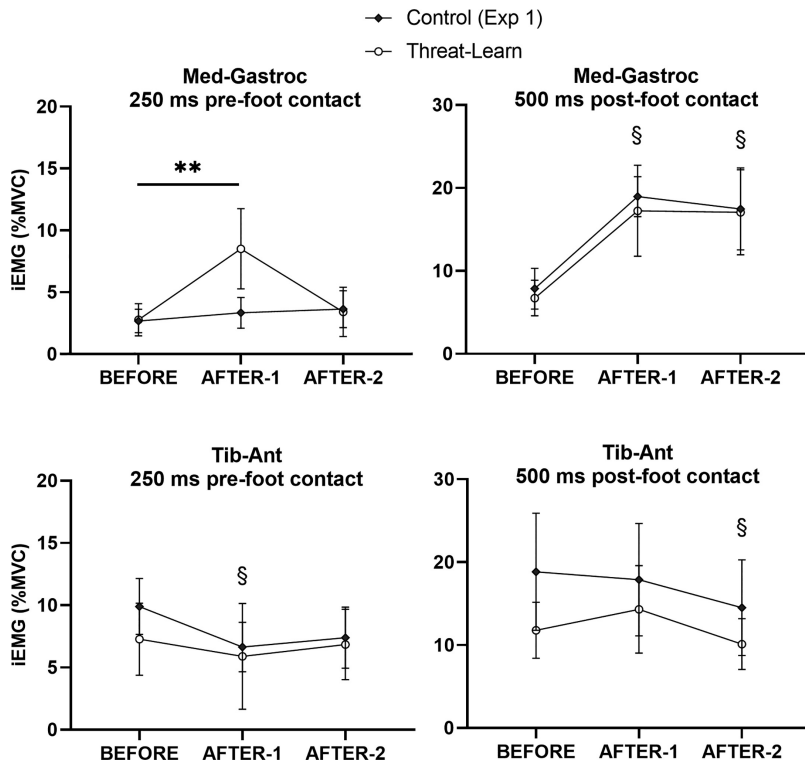 Control (Exp 1)
Threat-Learn
Med-Gastroc
250 ms pre-foot contact
20
15
10
5
0
iEMG (%MVC)
**
BEFORE AFTER-1 AFTER-2
Med-Gastroc
500 ms post-foot contact
30
20
10
0
§ §
BEFORE AFTER-1 AFTER-2
Tib-Ant
250 ms pre-foot contact
20
15
10
5
0
iEMG (%MVC)
§
BEFORE AFTER-1 AFTER-2
Tib-Ant
500 ms post-foot contact
30
20
10
0
§
BEFORE AFTER-1 AFTER-2